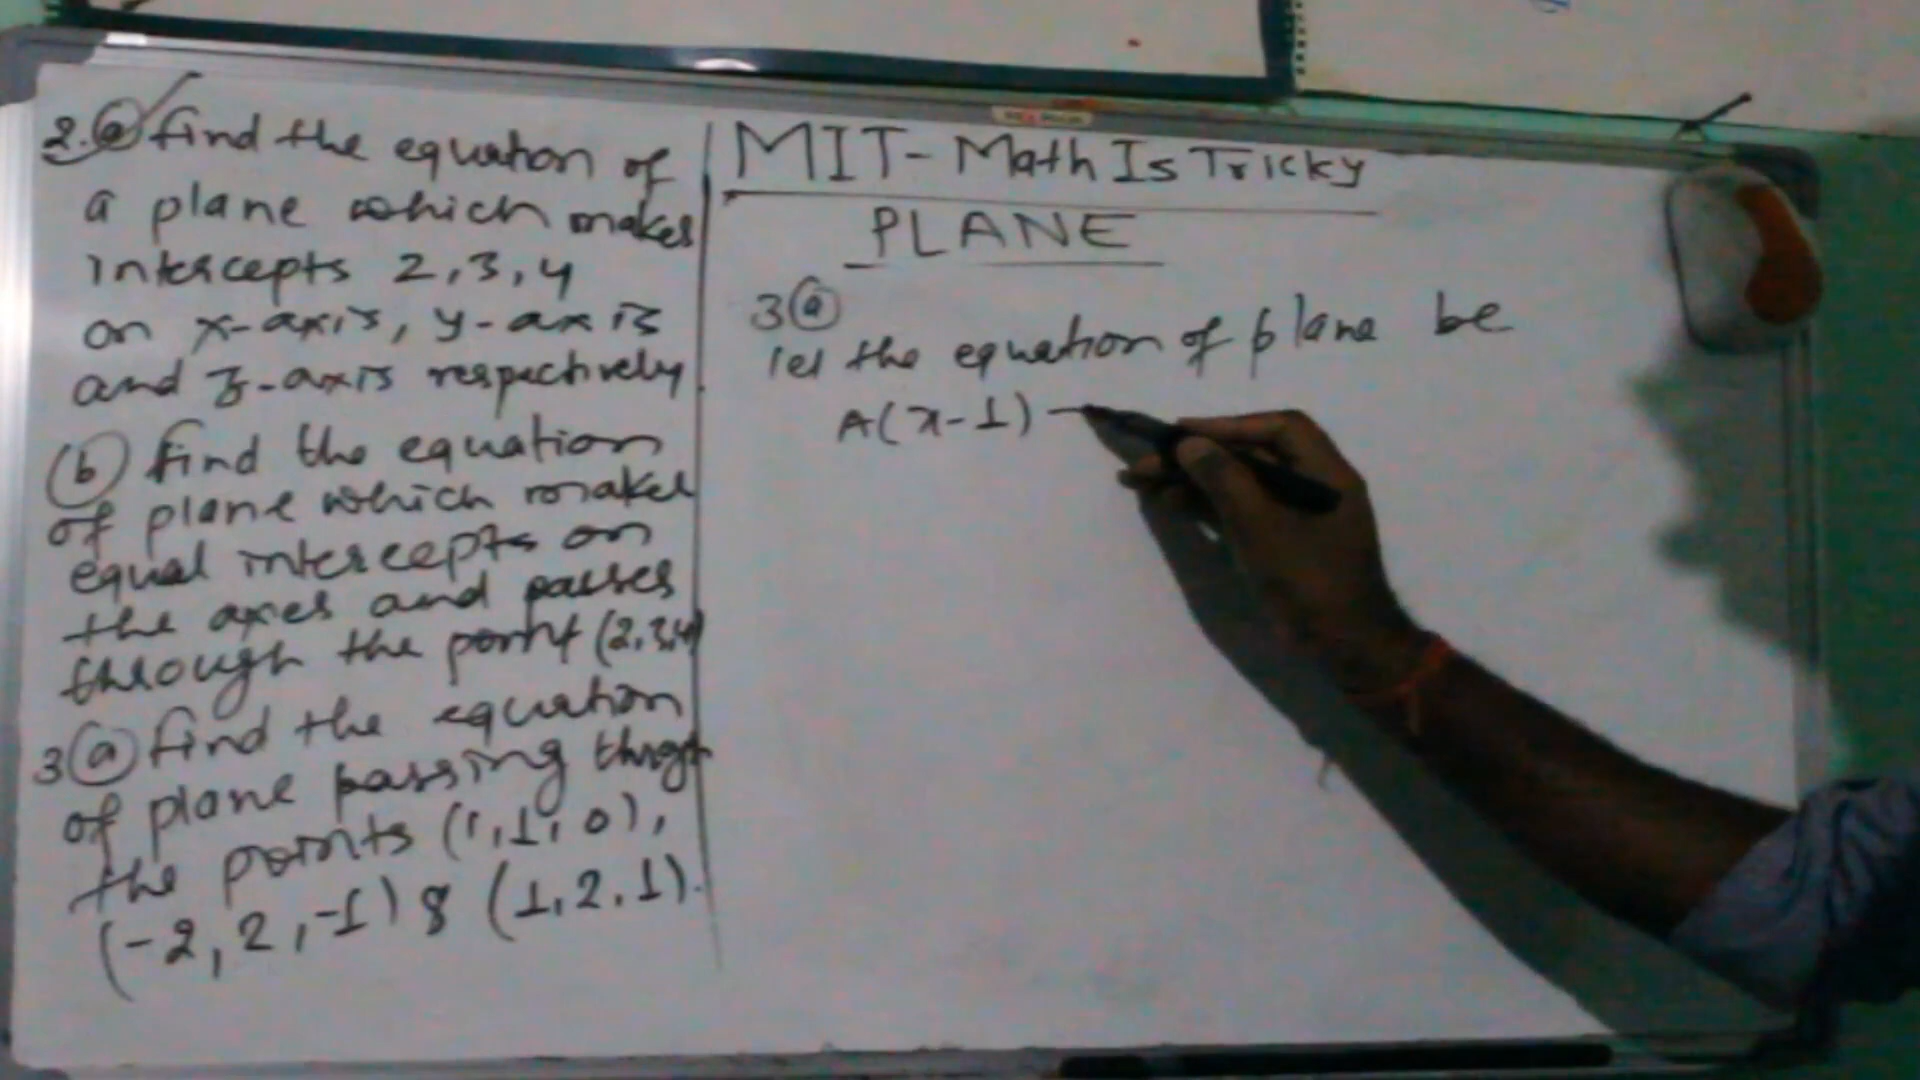 2.(a) find the equation of
a plane which makes
intercepts 2,3,4
on x-axis, y-axis
and z-axis respectively.
(b) find the equation
of plane which makes
equal intercepts on
the axes and passes
through the point (2,3,4)
3(a) find the equation
of plane passing through
the points (1,1,0),
(-2,2,-1) & (1,2,1).
MIT-Math Is Tricky
PLANE
3(a)
let the equation of plane be
A(x-1) -